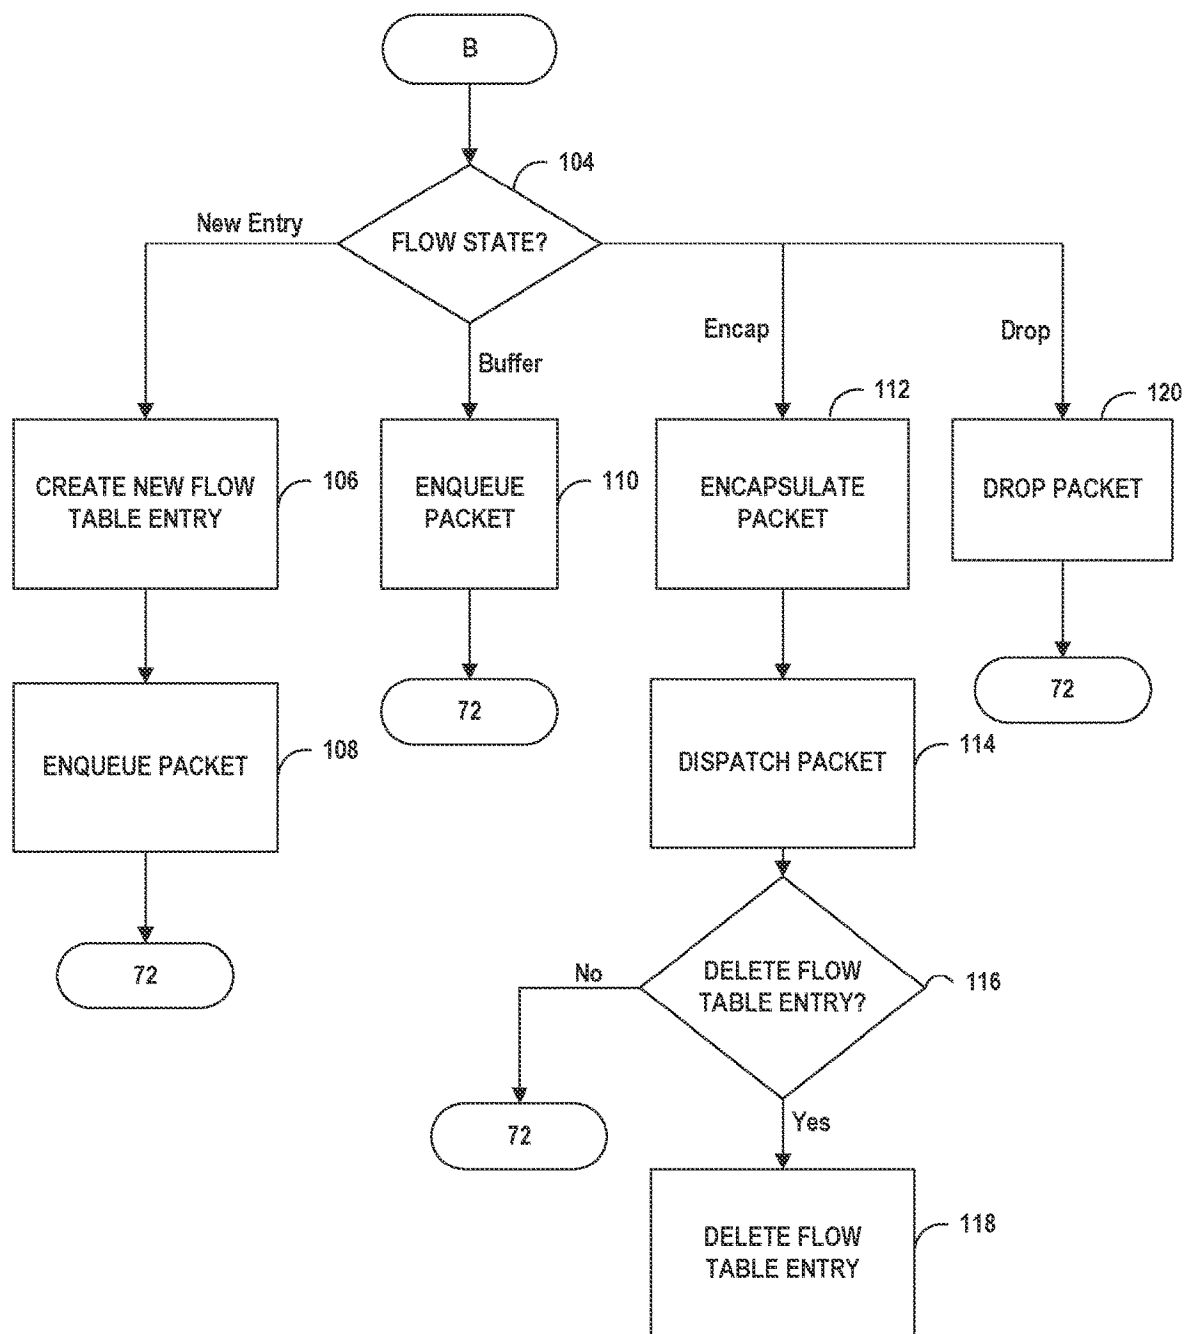 B
104
New Entry
FLOW STATE?
Encap
Drop
Buffer
112
120
CREATE NEW FLOW
TABLE ENTRY
106
ENQUEUE
PACKET
110
ENCAPSULATE
PACKET
DROP PACKET
72
72
ENQUEUE PACKET
108
DISPATCH PACKET
114
72
No
DELETE FLOW
TABLE ENTRY?
116
72
Yes
DELETE FLOW
TABLE ENTRY
118